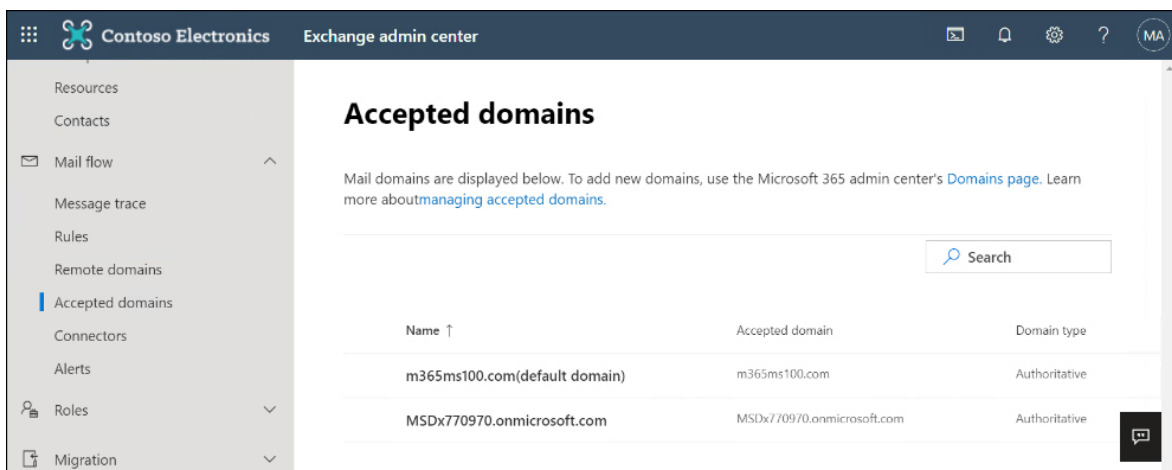 Contoso Electronics
Exchange admin center
?
MA
Resources
Contacts
Mail flow
Message trace
Rules
Remote domains
Accepted domains
Connectors
Alerts
Roles
Migration
Accepted domains
Mail domains are displayed below. To add new domains, use the Microsoft 365 admin center's Domains page. Learn
more aboutmanaging accepted domains.
Search
Name ↑ Accepted domain Domain type
m365ms100.com(default domain) m365ms100.com Authoritative
MSDx770970.onmicrosoft.com MSDx770970.onmicrosoft.com Authoritative